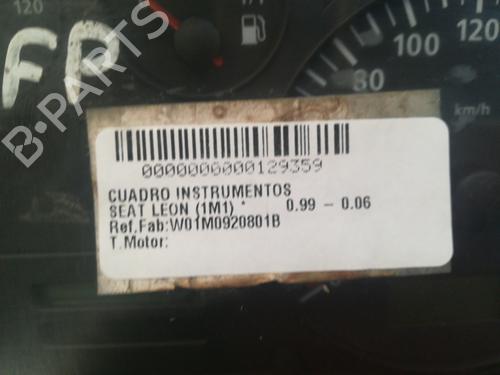 120
FP
100
120
80
km/h
B-PARTS
0000006000129359
CUADRO INSTRUMENTOS
SEAT LEON (1M1) * 0.99 - 0.06
Ref.Fab:W01M0920801B
T.Motor: